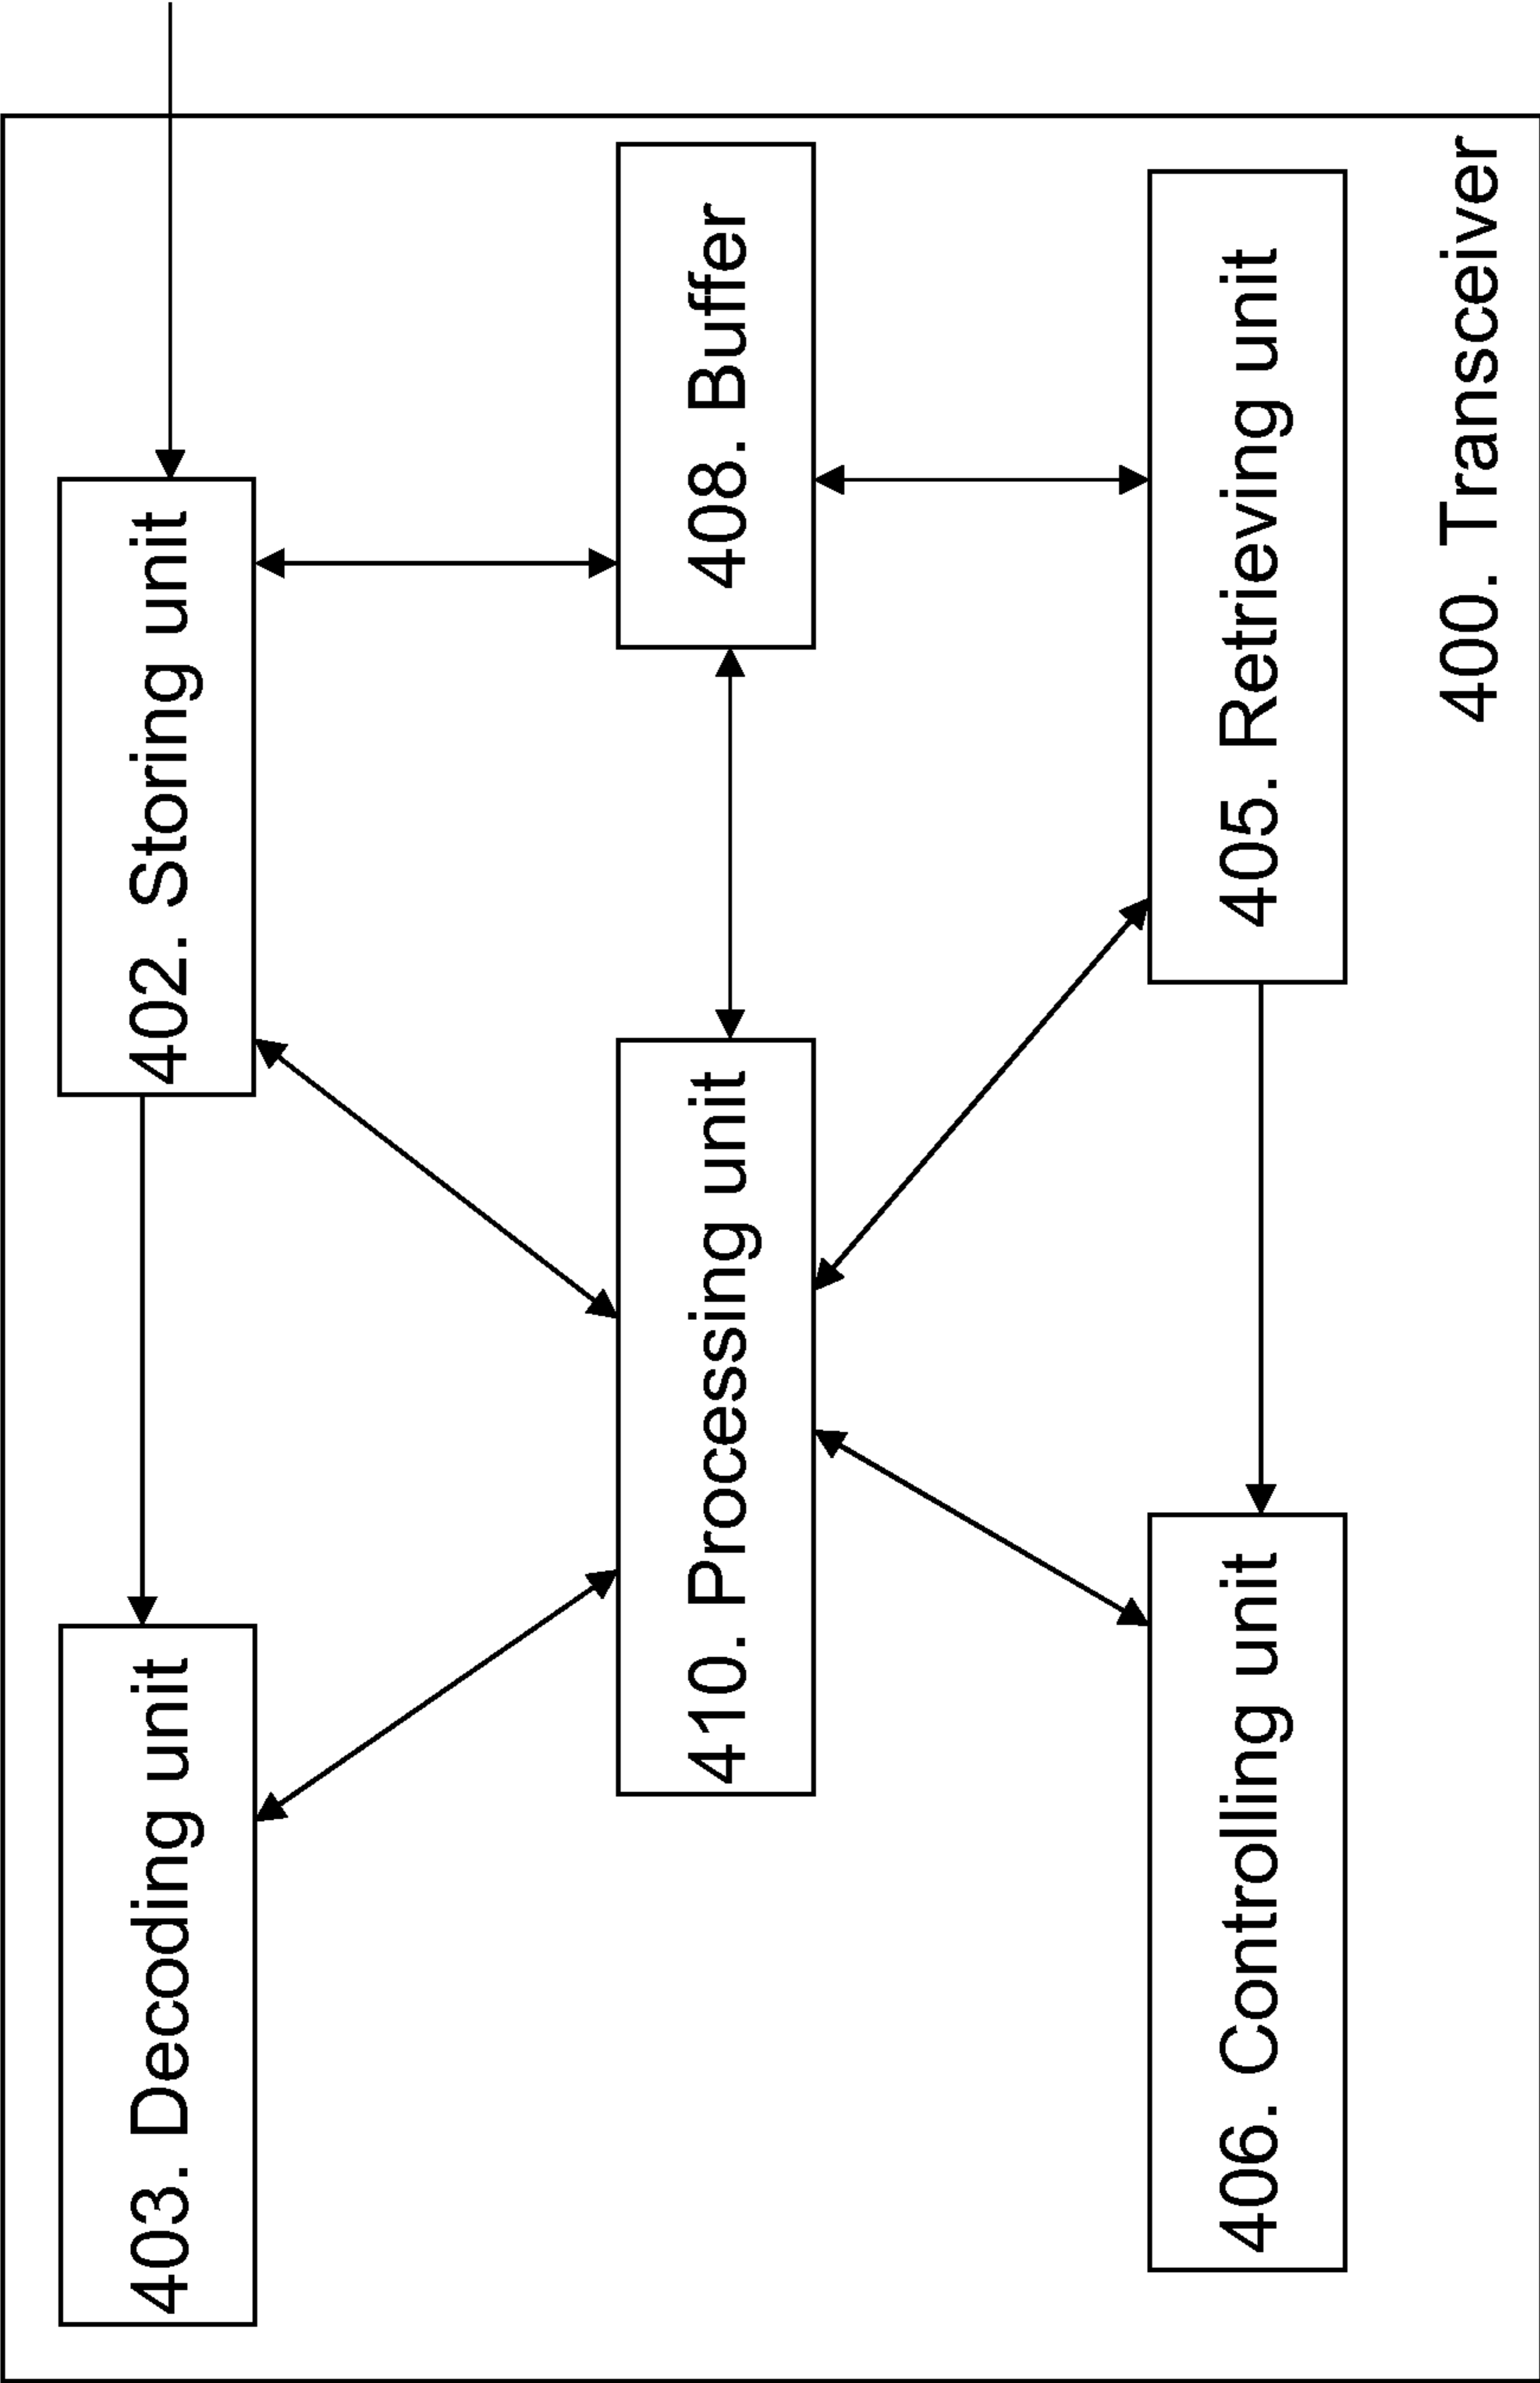 403. Decoding unit
402. Storing unit
410. Processing unit
408. Buffer
406. Controlling unit
405. Retrieving unit
400. Transceiver